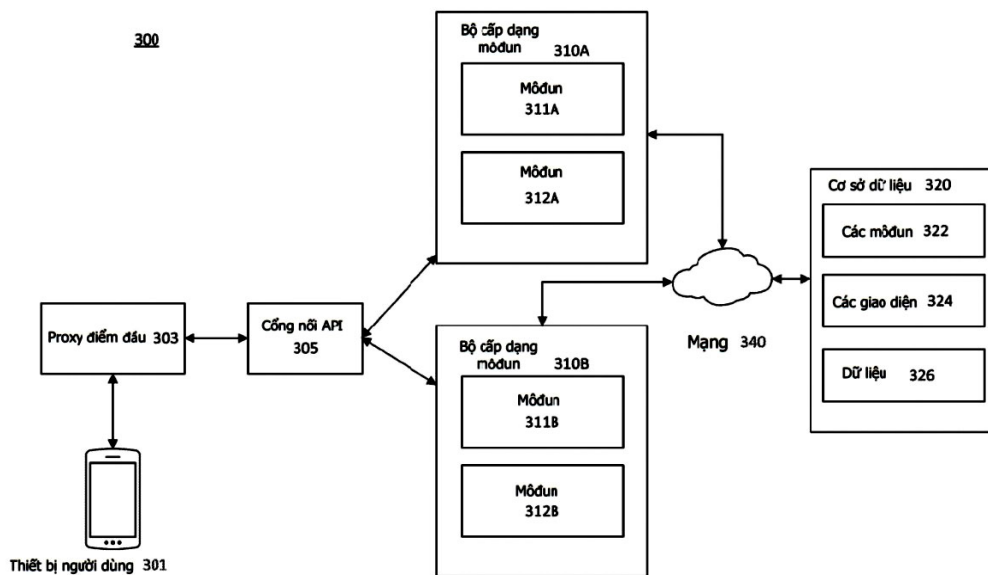 300
Bộ cấp dạng
môđun 310A
Môđun
311A
Môđun
312A
Cơ sở dữ liệu 320
Các môđun 322
Các giao diện 324
Dữ liệu 326
Mạng 340
Proxy điểm đầu 303
Cổng nối API
305
Bộ cấp dạng
môđun 310B
Môđun
311B
Môđun
312B
Thiết bị người dùng 301